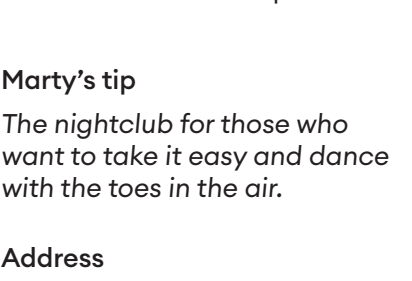 Marty’s tip
The nightclub for those who
want to take it easy and dance
with the toes in the air.
Address